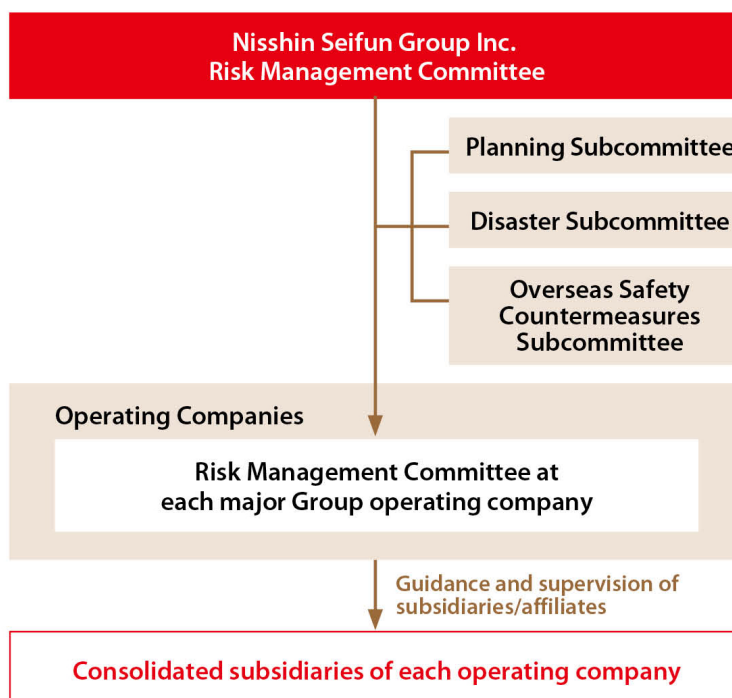 Nisshin Seifun Group Inc.
Risk Management Committee
Planning Subcommittee
Disaster Subcommittee
Overseas Safety
Countermeasures
Subcommittee
Operating Companies
Risk Management Committee at
each major Group operating company
Guidance and supervision of
subsidiaries/affiliates
Consolidated subsidiaries of each operating company